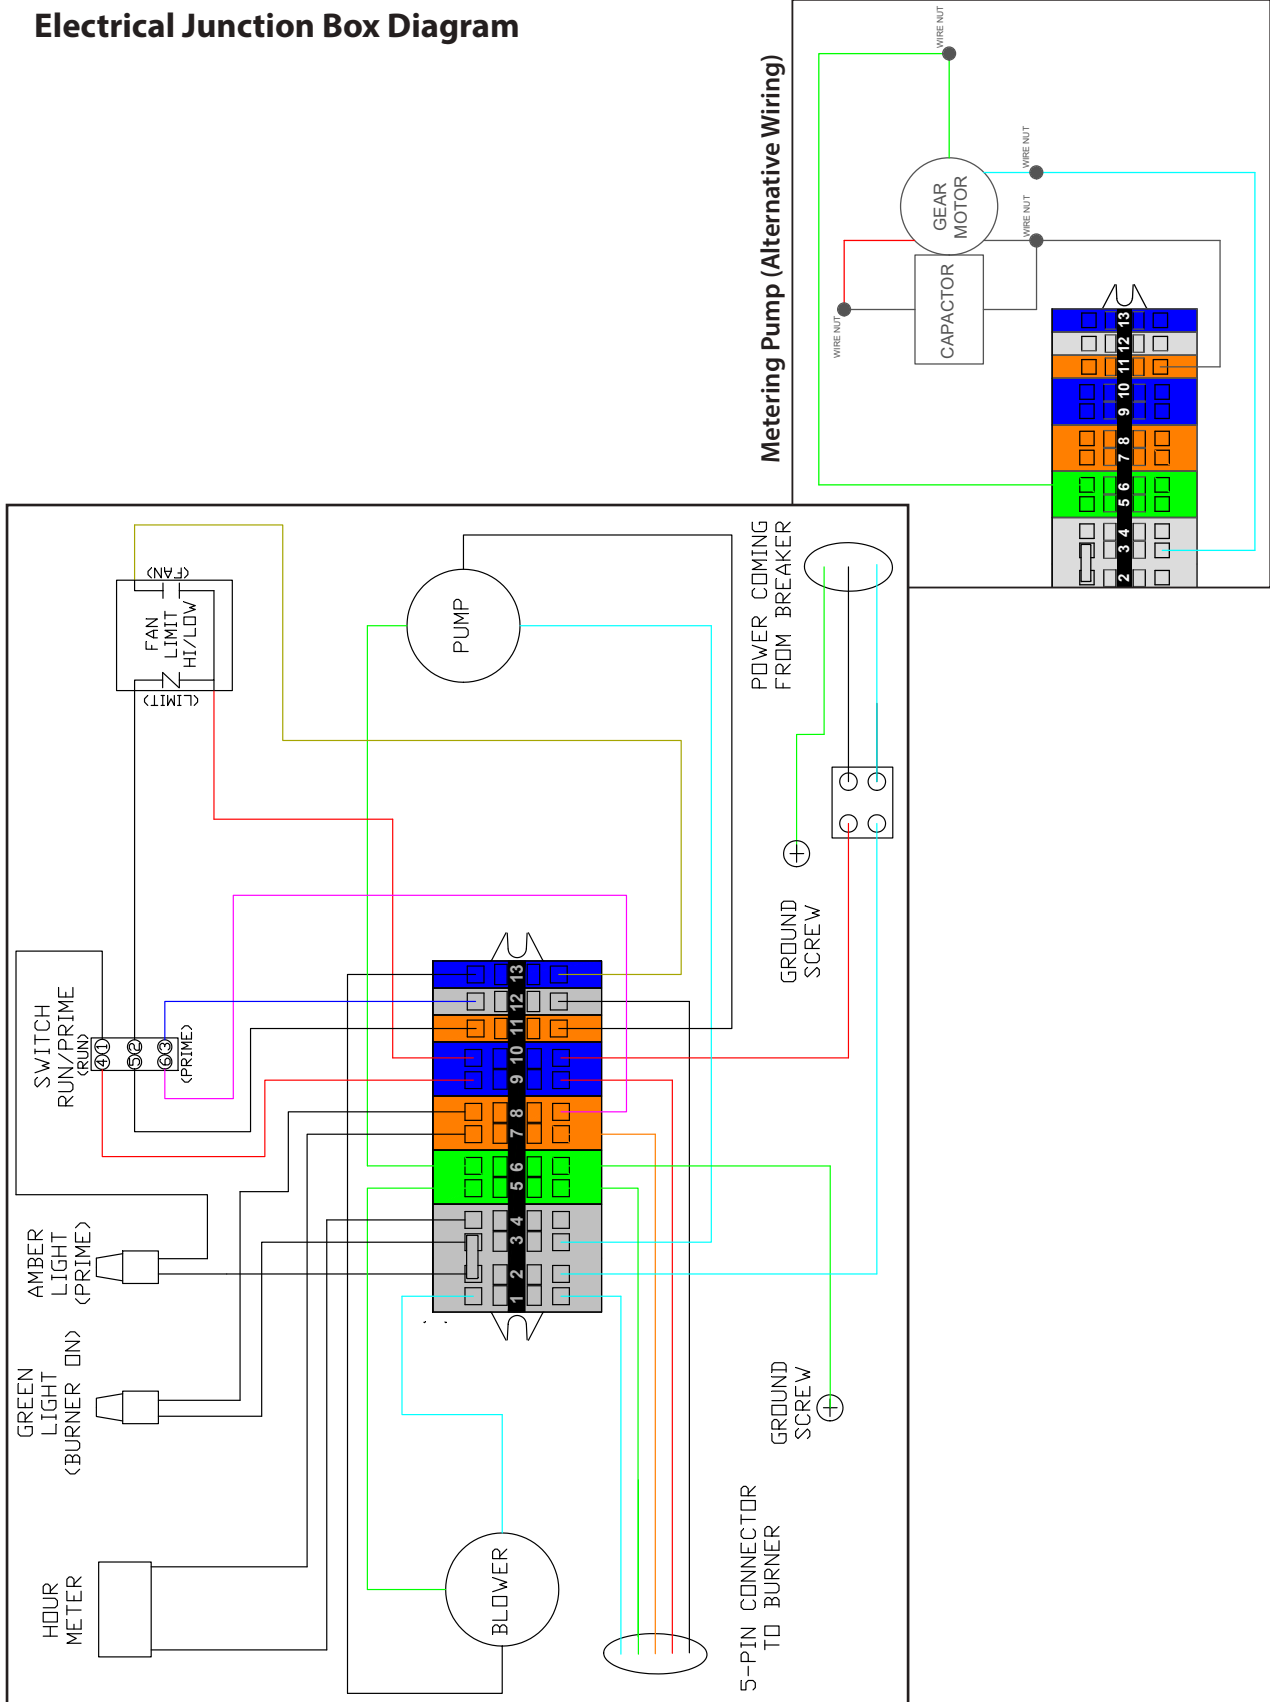 Electrical Junction Box Diagram
Metering Pump (Alternative Wiring)
WIRE NUT
WIRE NUT
WIRE NUT
WIRE NUT
GEAR
MOTOR
CAPACTOR
13
12
11
10
9
8
7
6
5
4
3
2
(FAN)
FAN
LIMIT
HI/LOW
(LIMIT)
PUMP
POWER COMING
FROM BREAKER
GROUND
SCREW
SWITCH
RUN/PRIME
(RUN)
4 1
5 2
6 3
(PRIME)
13
12
11
10
9
8
7
6
5
4
3
2
1
AMBER
LIGHT
(PRIME)
GREEN
LIGHT
(BURNER ON)
HOUR
METER
BLOWER
GROUND
SCREW
5-PIN CONNECTOR
TO BURNER